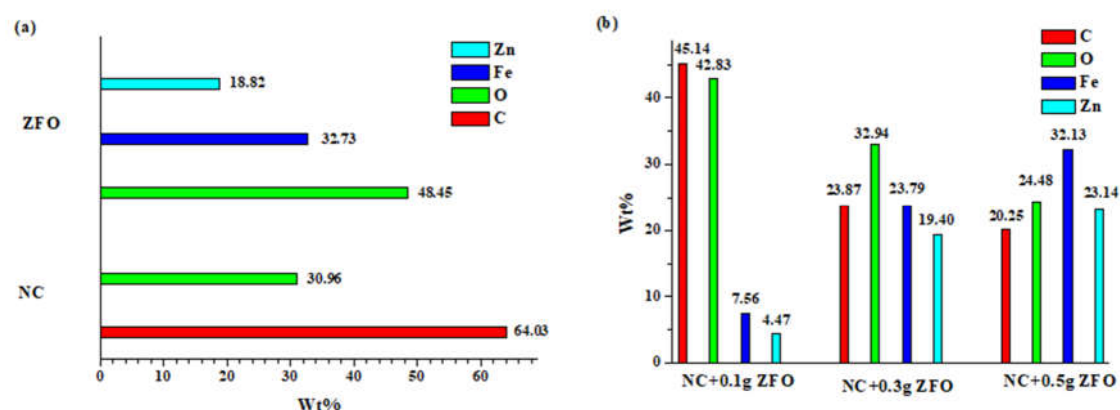 (a)
Zn
Fe
O
C
ZFO
18.82
32.73
48.45
NC
30.96
64.03
0 10 20 30 40 50 60
Wt%
(b)
C
O
Fe
Zn
Wt%
40
30
20
10
0
45.14
42.83
7.56
4.47
23.87
32.94
23.79
19.40
20.25
24.48
32.13
23.14
NC+0.1g ZFO NC+0.3g ZFO NC+0.5g ZFO